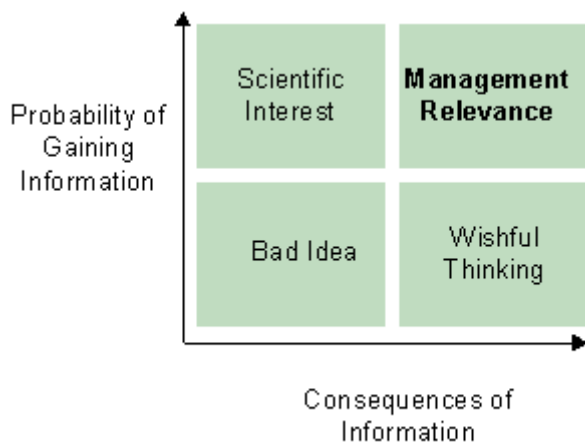 Scientific
Interest
Management
Relevance
Probability of
Gaining
Information
Bad Idea
Wishful
Thinking
Consequences of
Information